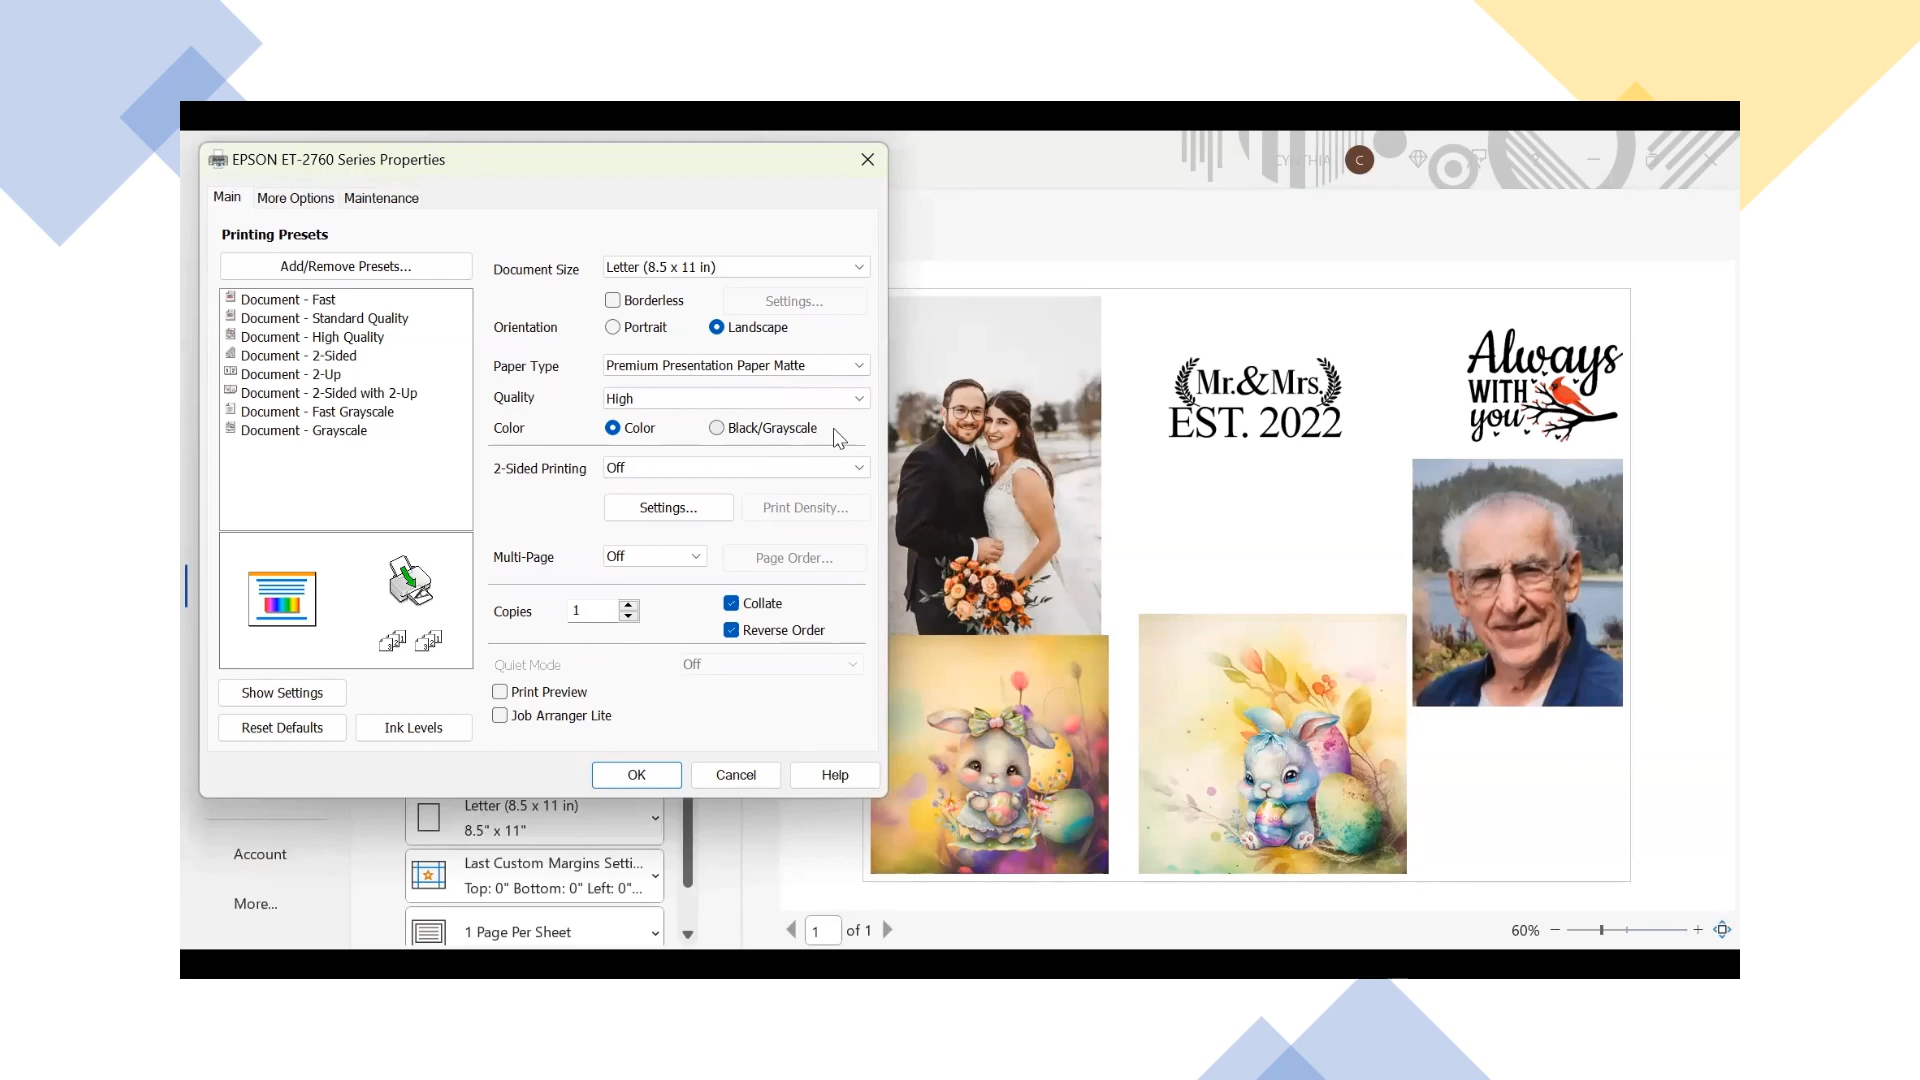 EPSON ET-2760 Series Properties
CYNTHIA
C
Main
More Options
Maintenance
Printing Presets
Add/Remove Presets...
Document - Fast
Document - Standard Quality
Document - High Quality
Document - 2-Sided
Document - 2-Up
Document - 2-Sided with 2-Up
Document - Fast Grayscale
Document - Grayscale
Show Settings
Reset Defaults
Ink Levels
Document Size
Letter (8.5 x 11 in)
Borderless
Settings...
Orientation
Portrait
Landscape
Paper Type
Premium Presentation Paper Matte
Quality
High
Color
Color
Black/Grayscale
2-Sided Printing
Off
Settings...
Print Density...
Multi-Page
Off
Page Order...
Copies
1
Collate
Reverse Order
Quiet Mode
Off
Print Preview
Job Arranger Lite
OK
Cancel
Help
Mr.&Mrs.
EST. 2022
Always
WITH
you
Account
More...
Letter (8.5 x 11 in)
8.5" x 11"
Last Custom Margins Setti...
Top: 0" Bottom: 0" Left: 0"...
1 Page Per Sheet
1
of 1
60%